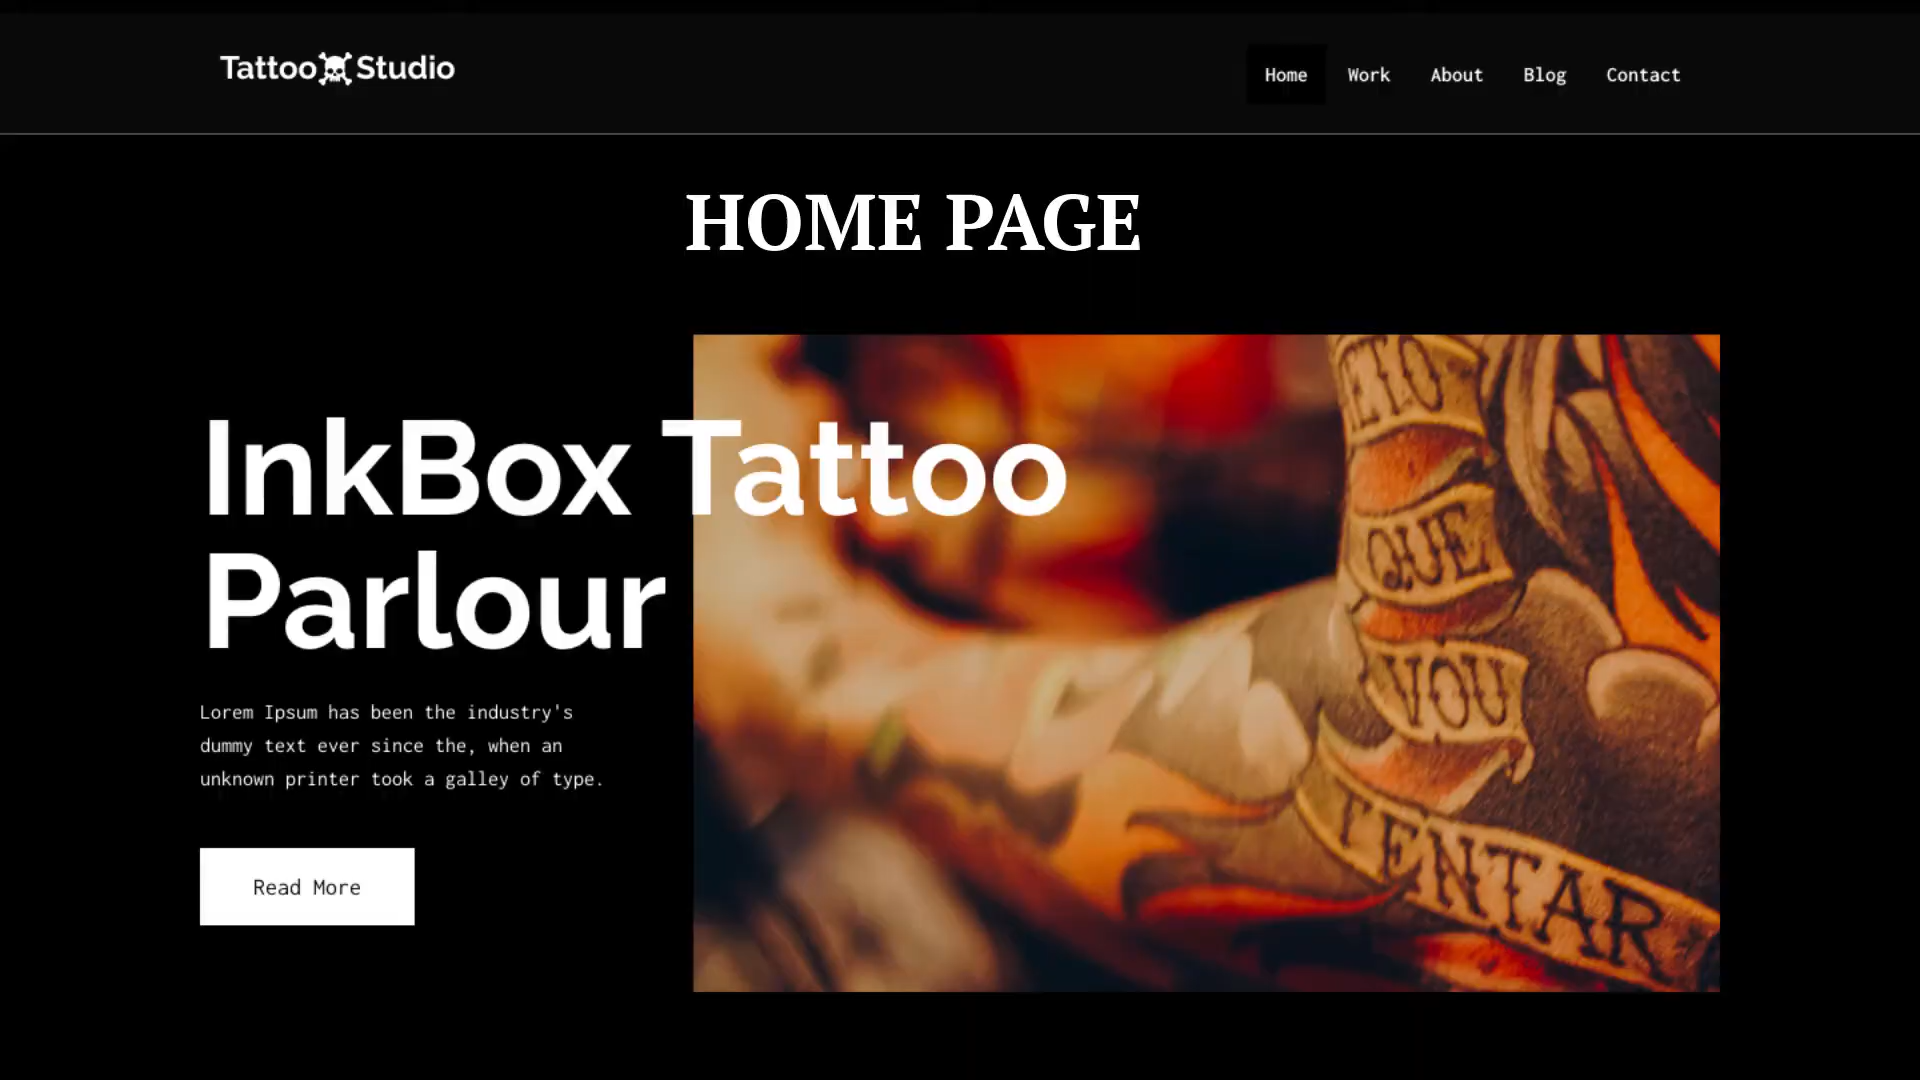 Tattoo Studio
Home Work About Blog Contact
HOME PAGE
InkBox Tattoo
Parlour
Lorem Ipsum has been the industry's
dummy text ever since the, when an
unknown printer took a galley of type.
Read More
QUE
VOU
TENTAR